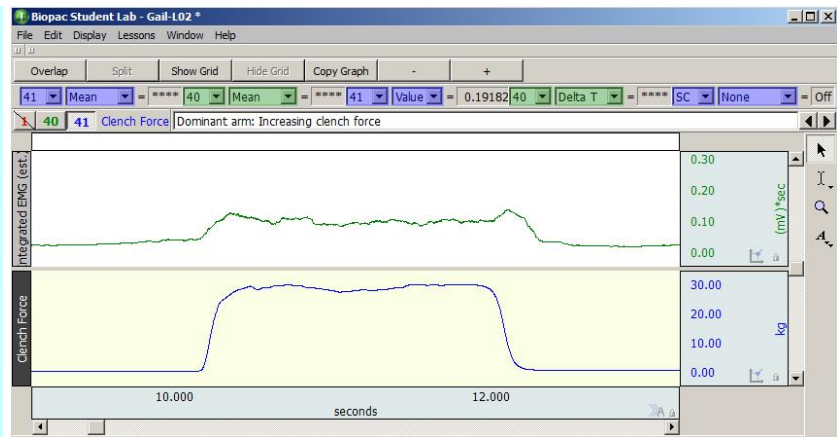 Biopac Student Lab - Gail-L02 *
File Edit Display Lessons Window Help
Overlap Split Show Grid Hide Grid Copy Graph - +
41 Mean = **** 40 Mean = **** 41 Value = 0.19182 40 Delta T = **** SC None = Off
1 40 41 Clench Force Dominant arm: Increasing clench force
ntegrated EMG (est.)
0.30
0.20
0.10
0.00
(mV)*sec
Clench Force
30.00
20.00
10.00
0.00
kg
10.000 12.000
seconds